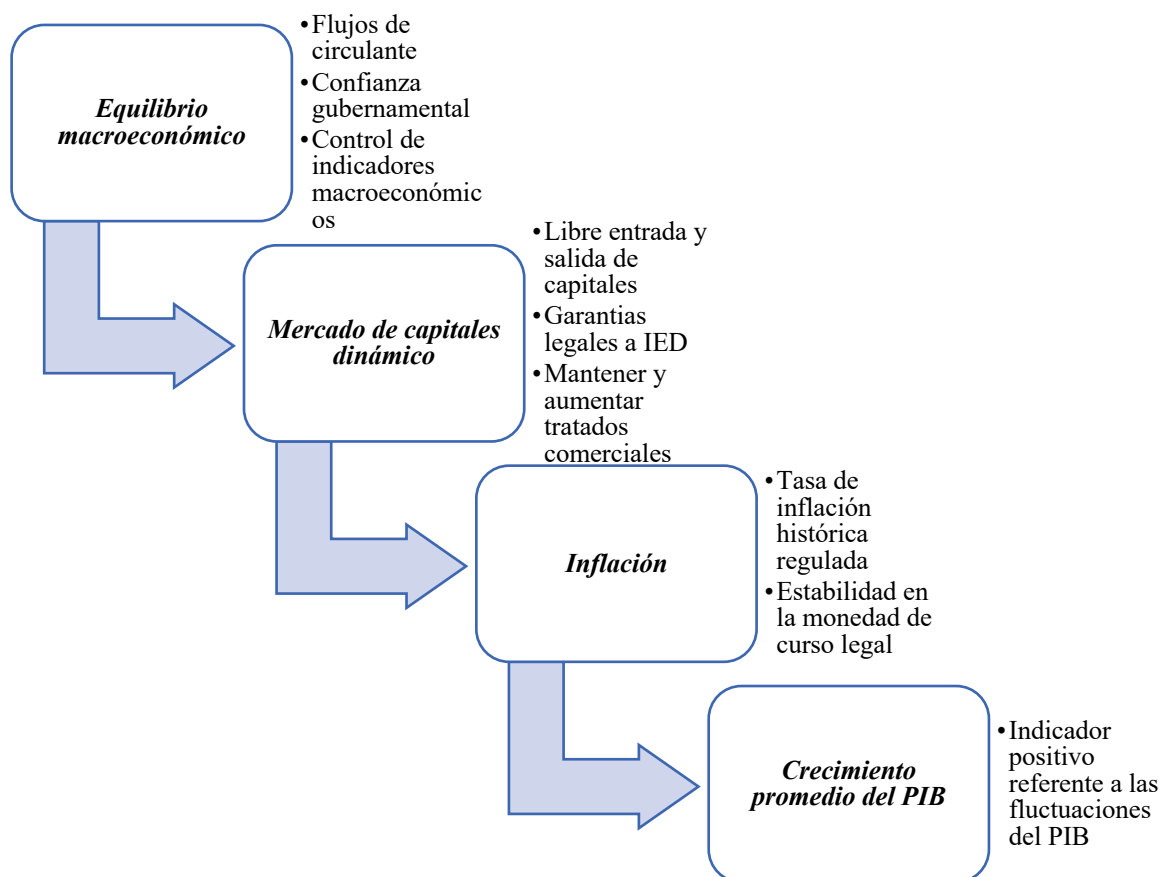 Equilibrio
macroeconómico
•Flujos de
circulante
•Confianza
gubernamental
•Control de
indicadores
macroeconómic
os
Mercado de capitales
dinámico
•Libre entrada y
salida de
capitales
•Garantias
legales a IED
•Mantener y
aumentar
tratados
comerciales
Inflación
•Tasa de
inflación
histórica
regulada
•Estabilidad en
la monedad de
curso legal
Crecimiento
promedio del PIB
•Indicador
positivo
referente a las
fluctuaciones
del PIB